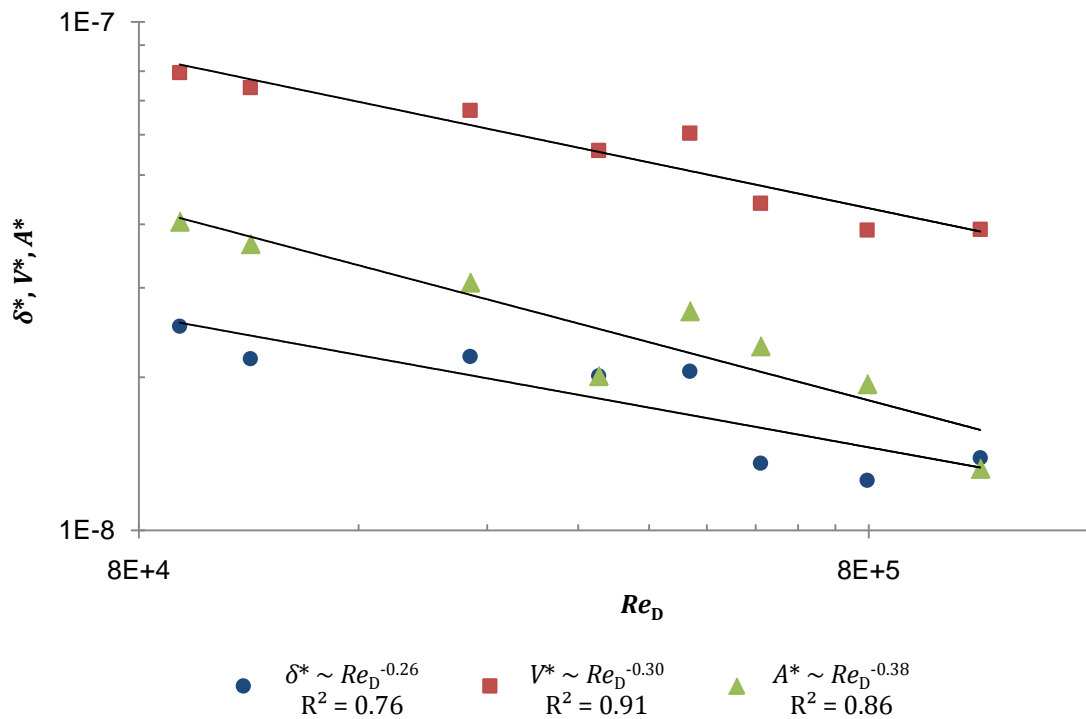 1E-7
δ*, V*, A*
1E-8
8E+4 8E+5
Re_D
δ* ~ Re_D^-0.26 V* ~ Re_D^-0.30 A* ~ Re_D^-0.38
R² = 0.76 R² = 0.91 R² = 0.86